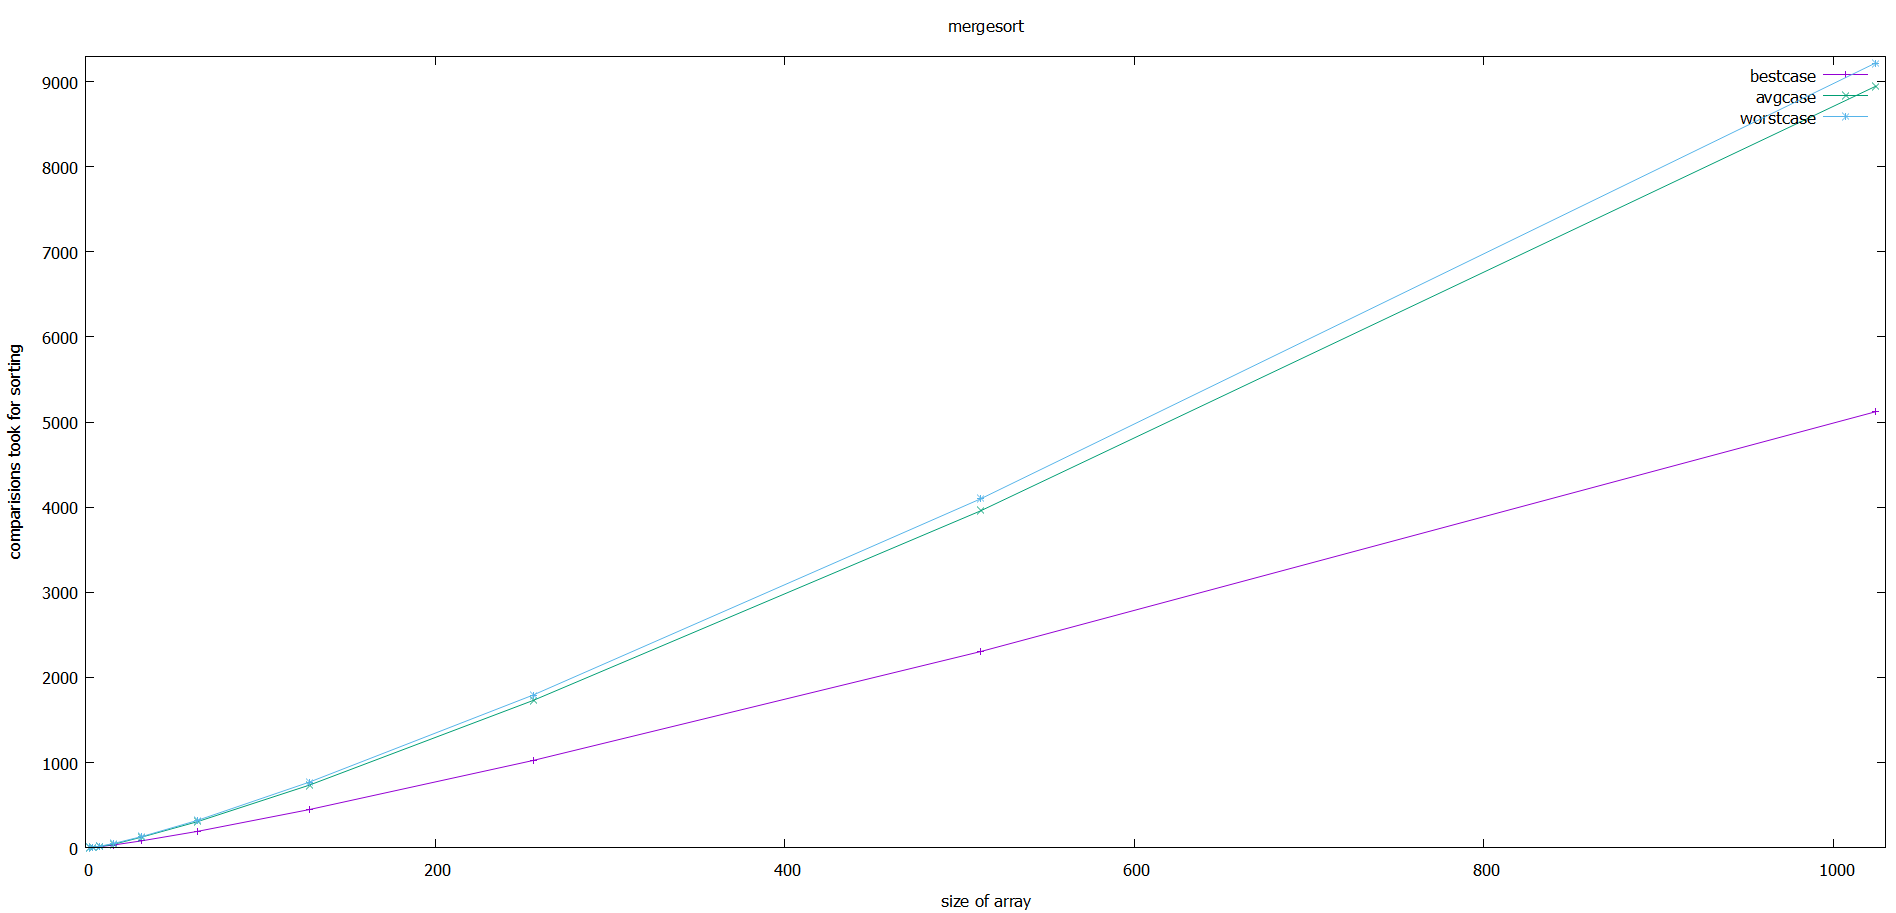 mergesort
bestcase
avgcase
worstcase
9000
8000
7000
6000
5000
4000
3000
2000
1000
0
comparisions took for sorting
0 200 400 600 800 1000
size of array